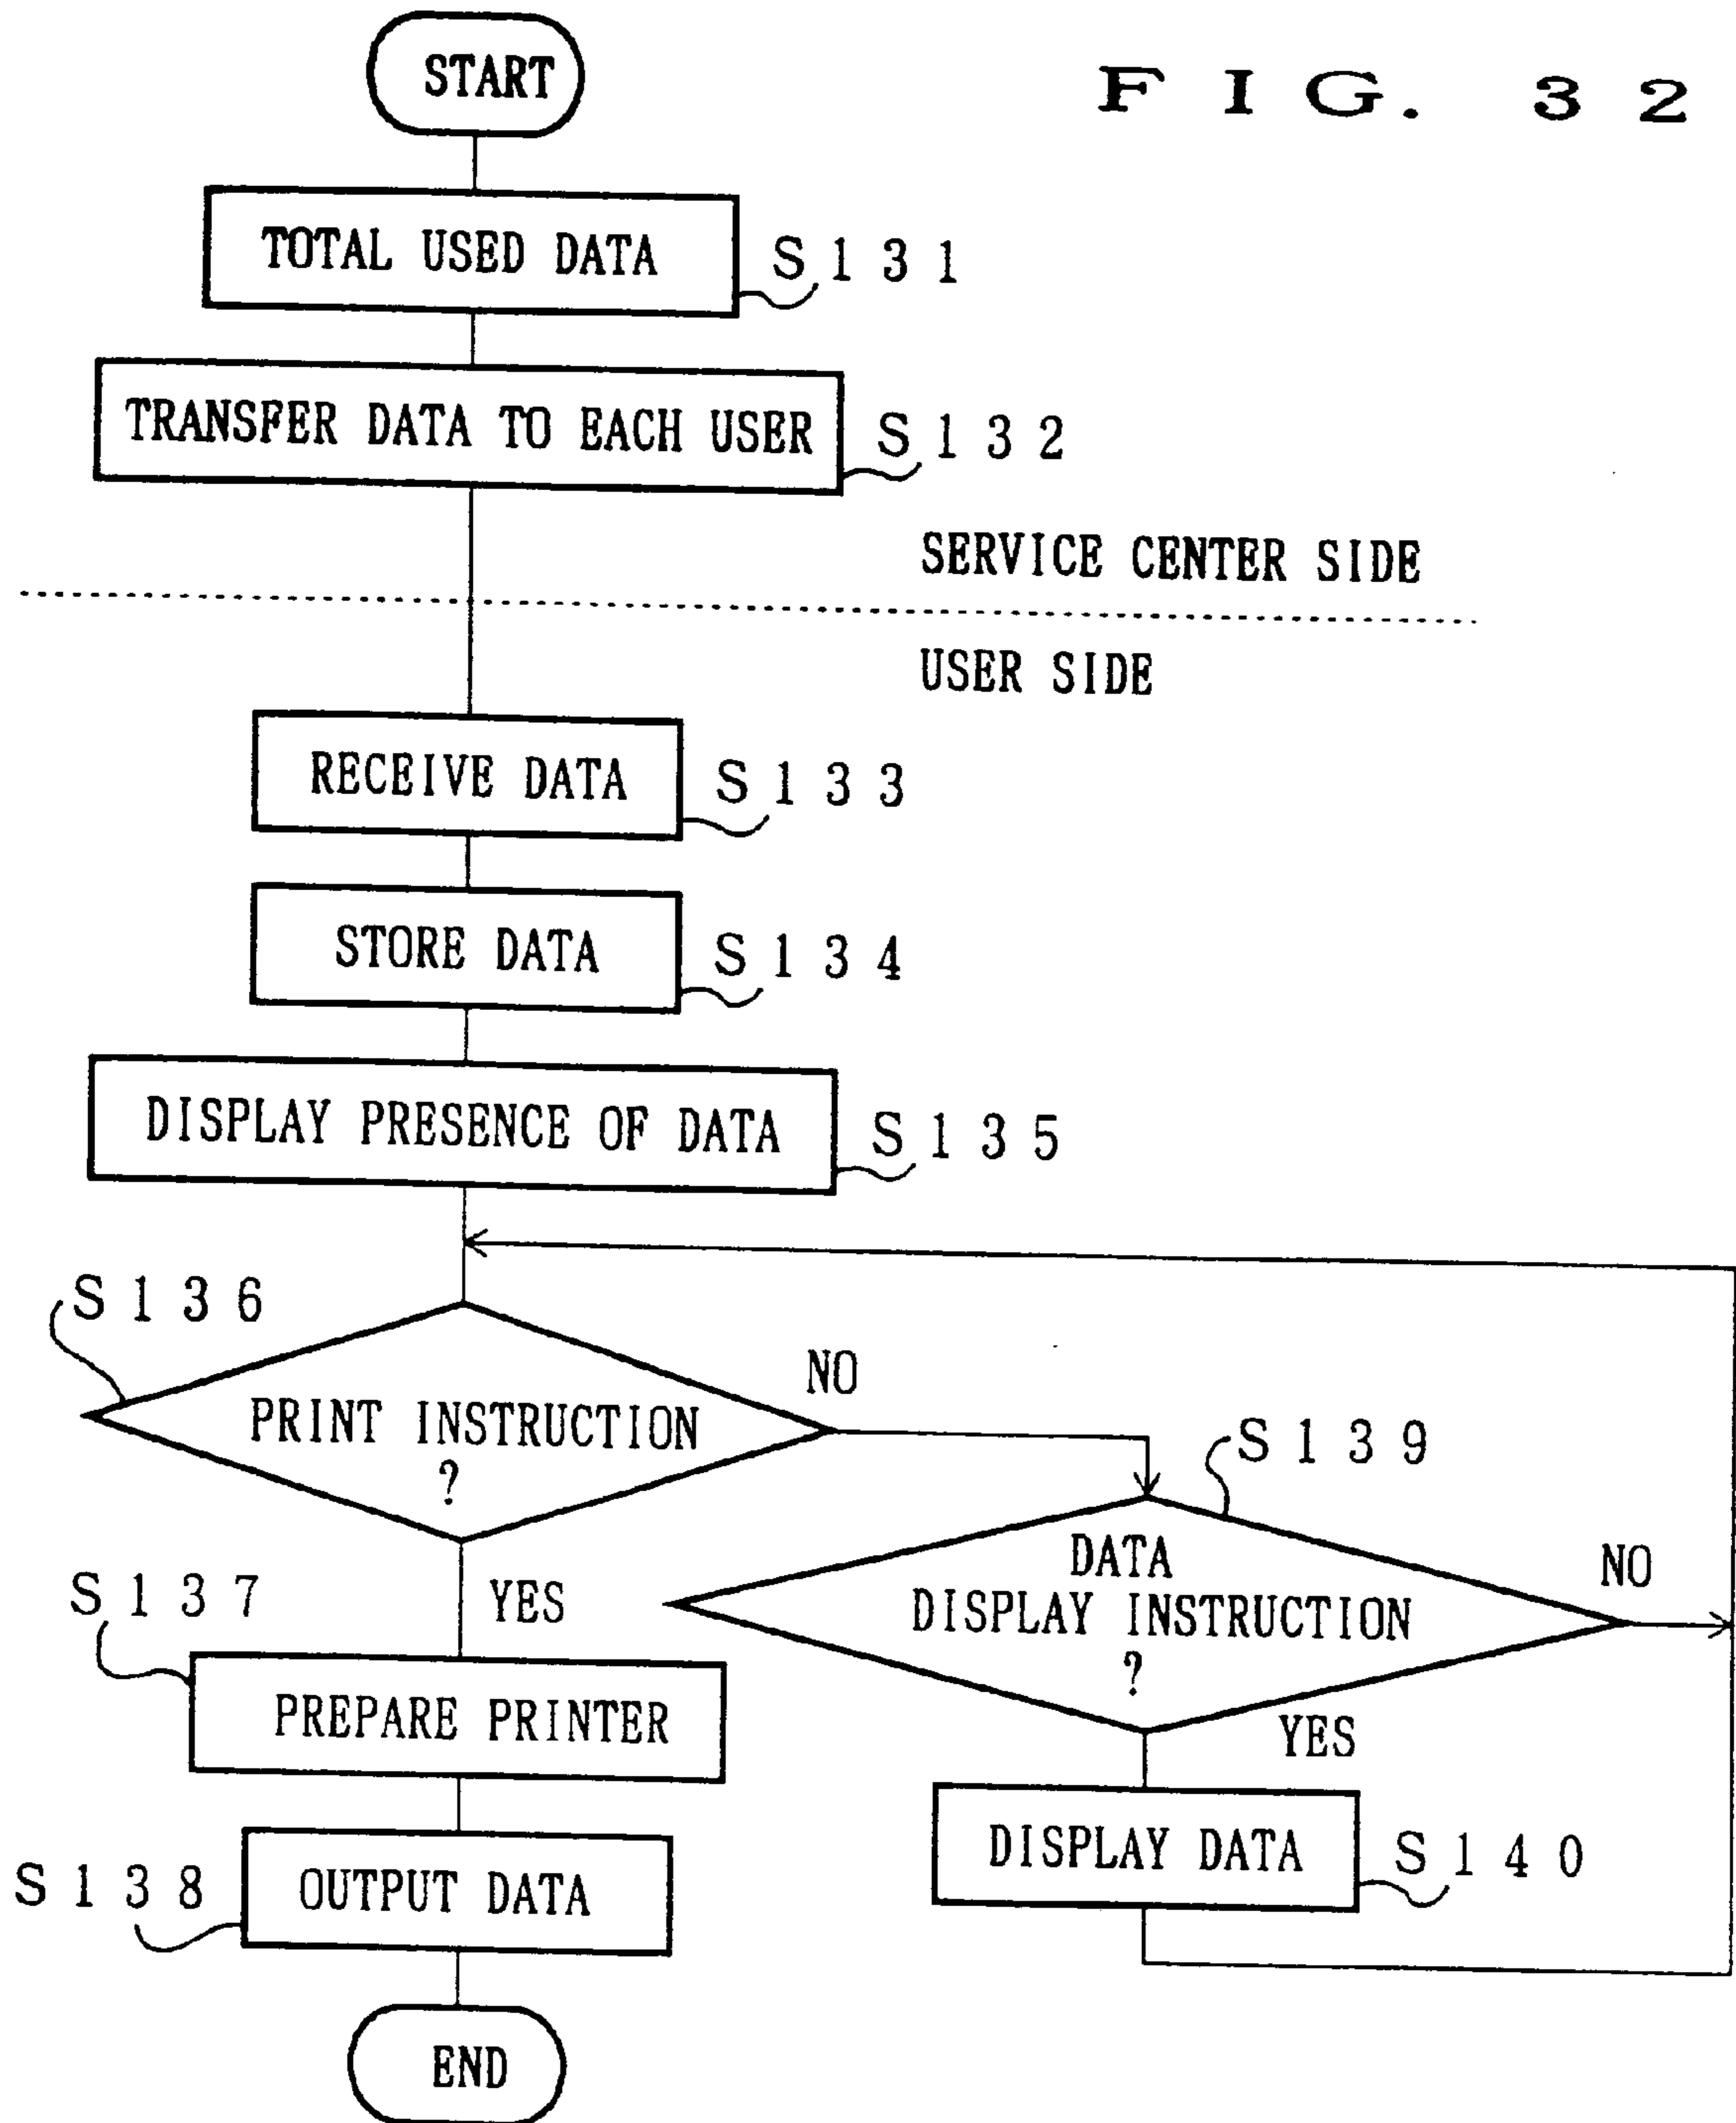 START
F I G. 3 2
TOTAL USED DATA
S 1 3 1
TRANSFER DATA TO EACH USER
S 1 3 2
SERVICE CENTER SIDE
USER SIDE
RECEIVE DATA
S 1 3 3
STORE DATA
S 1 3 4
DISPLAY PRESENCE OF DATA
S 1 3 5
S 1 3 6
PRINT INSTRUCTION
?
NO
YES
S 1 3 9
DATA
DISPLAY INSTRUCTION
?
NO
YES
S 1 3 7
PREPARE PRINTER
DISPLAY DATA
S 1 4 0
S 1 3 8
OUTPUT DATA
END